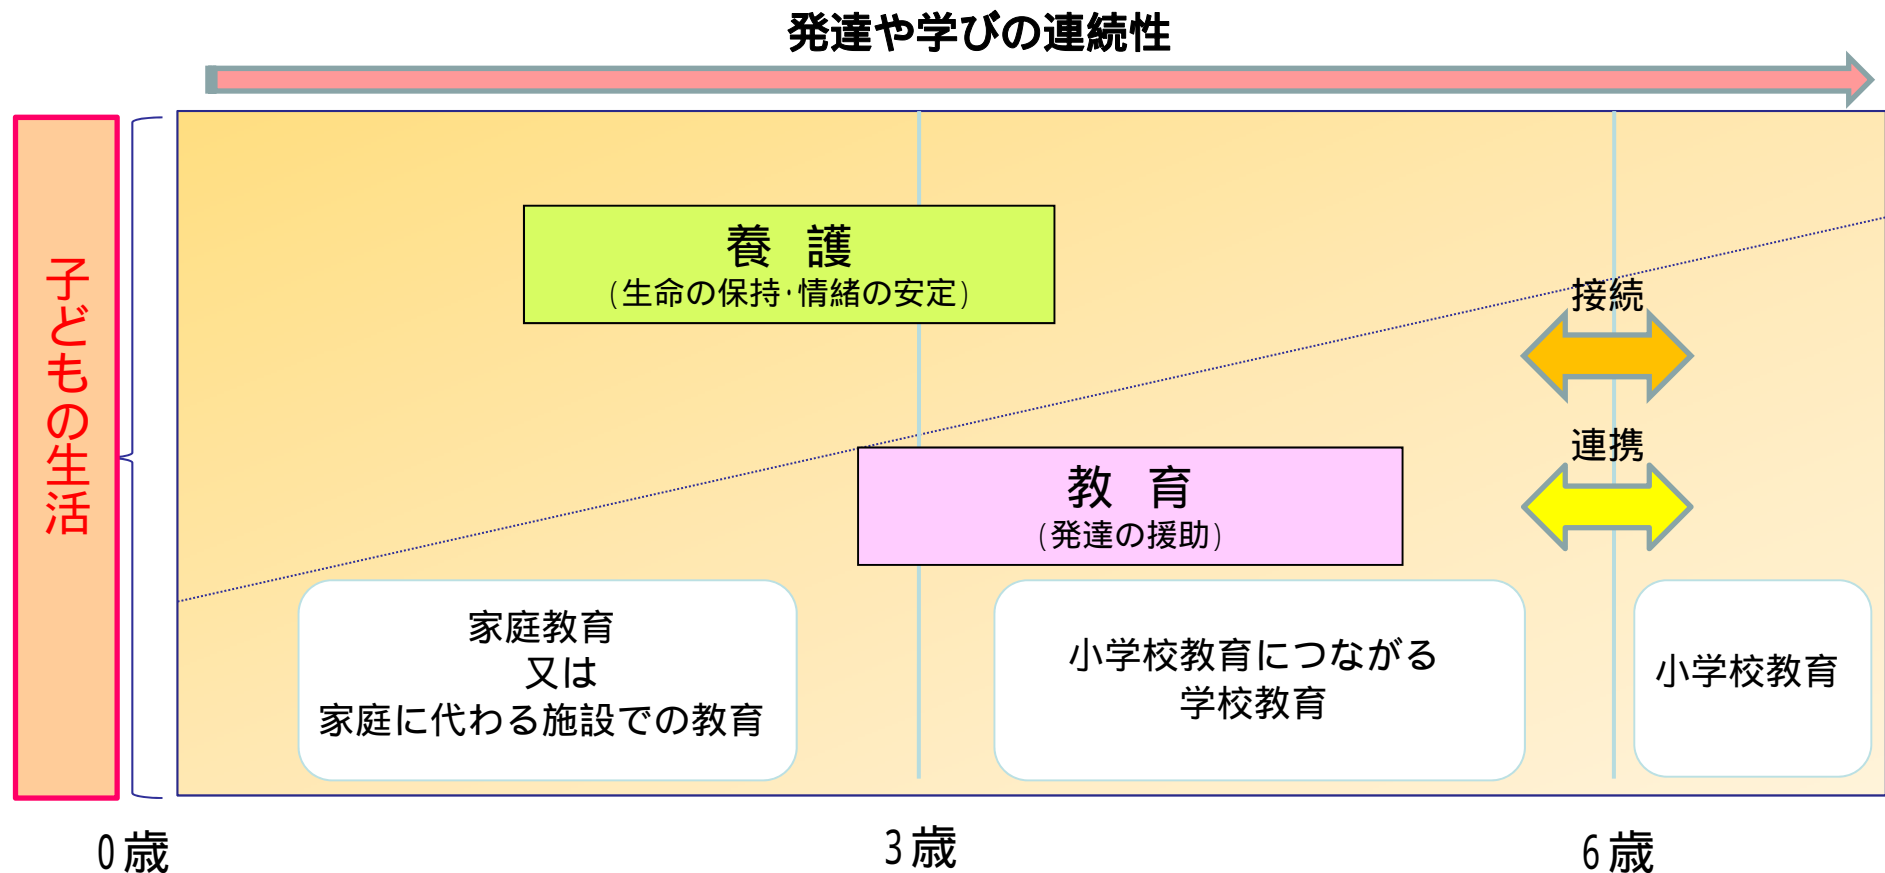 発達や学びの連続性
子どもの生活
養 護
(生命の保持・情緒の安定)
接続
連携
教 育
(発達の援助)
家庭教育
又は
家庭に代わる施設での教育
小学校教育につながる
学校教育
小学校教育
0歳
3歳
6歳